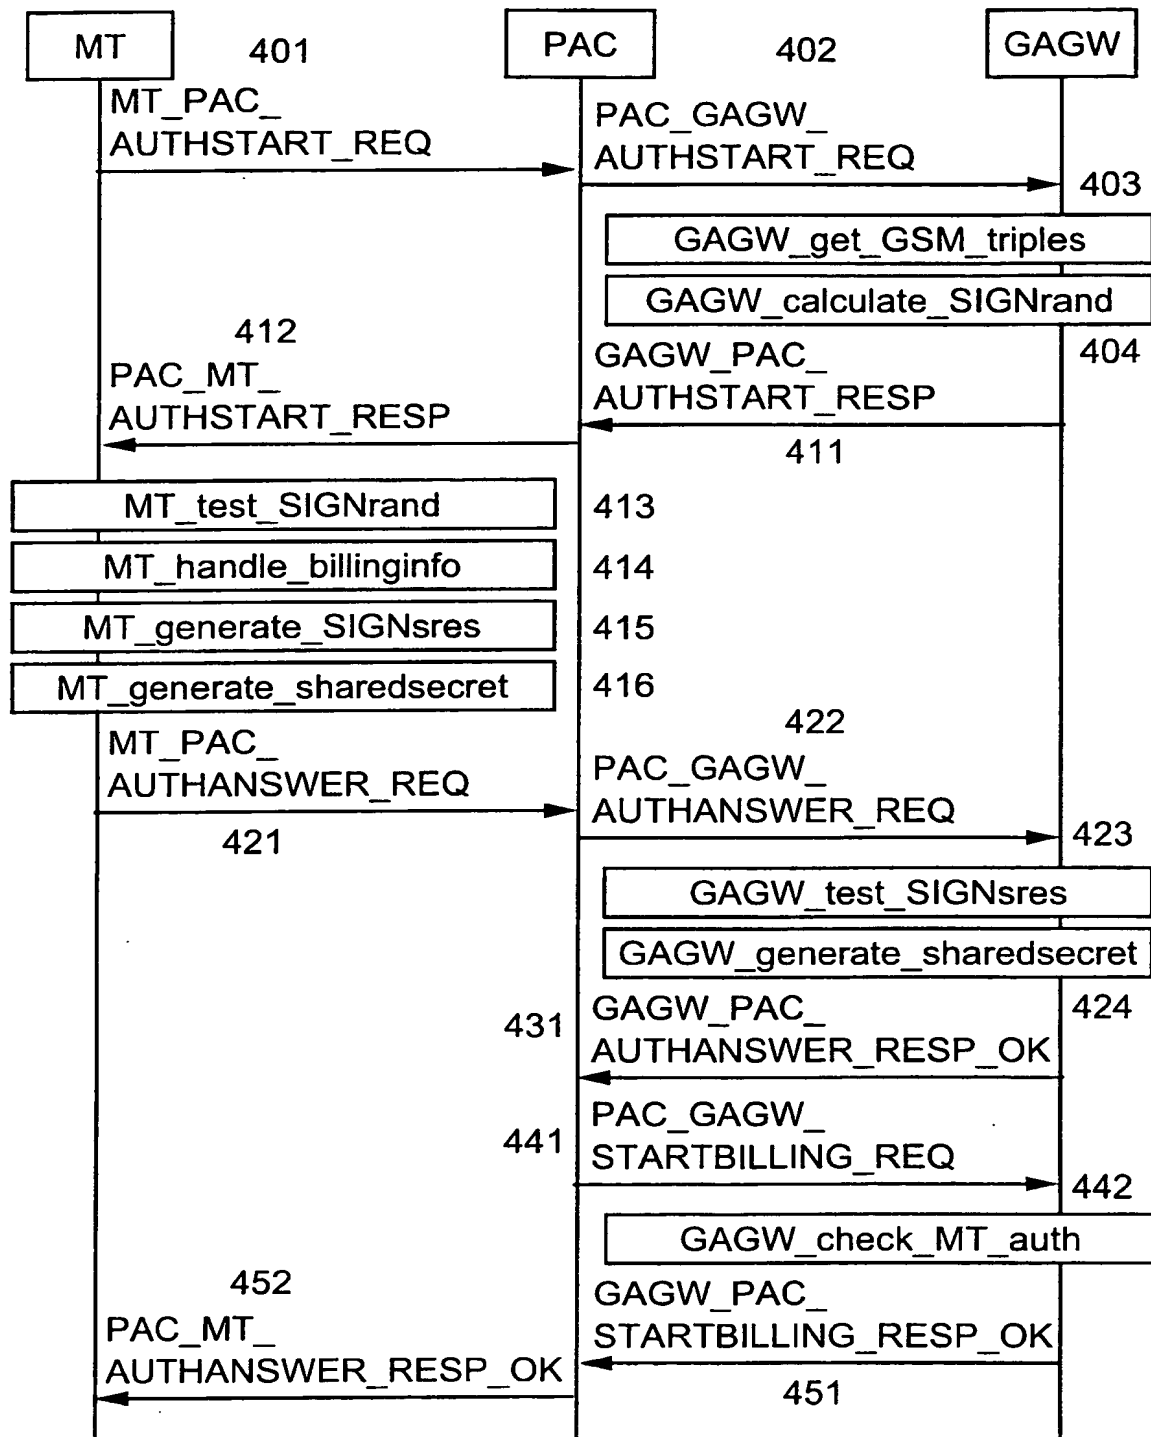 MT
401
PAC
402
GAGW
MT_PAC_
AUTHSTART_REQ
PAC_GAGW_
AUTHSTART_REQ
403
GAGW_get_GSM_triples
GAGW_calculate_SIGNrand
412
404
PAC_MT_
AUTHSTART_RESP
GAGW_PAC_
AUTHSTART_RESP
411
MT_test_SIGNrand
413
MT_handle_billinginfo
414
MT_generate_SIGNsres
415
MT_generate_sharedsecret
416
422
MT_PAC_
AUTHANSWER_REQ
PAC_GAGW_
AUTHANSWER_REQ
421
423
GAGW_test_SIGNsres
GAGW_generate_sharedsecret
431
GAGW_PAC_
AUTHANSWER_RESP_OK
424
441
PAC_GAGW_
STARTBILLING_REQ
442
GAGW_check_MT_auth
452
PAC_MT_
AUTHANSWER_RESP_OK
GAGW_PAC_
STARTBILLING_RESP_OK
451